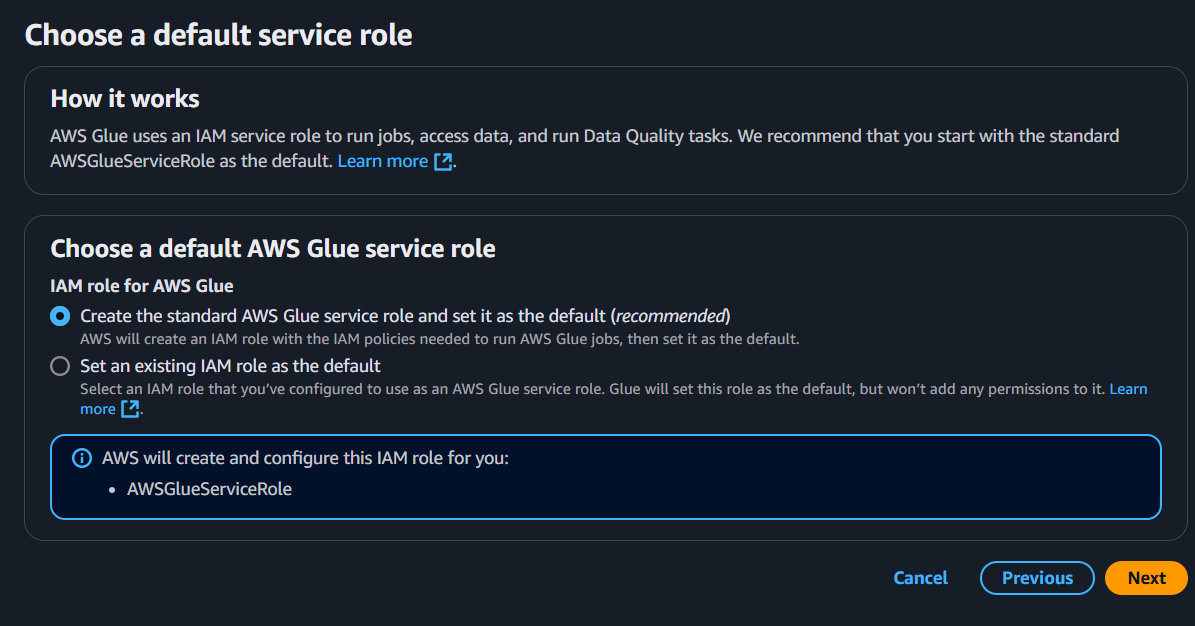 Choose a default service role
How it works
AWS Glue uses an IAM service role to run jobs, access data, and run Data Quality tasks. We recommend that you start with the standard
AWSGlueServiceRole as the default. Learn more.
Choose a default AWS Glue service role
IAM role for AWS Glue
Create the standard AWS Glue service role and set it as the default (recommended)
AWS will create an IAM role with the IAM policies needed to run AWS Glue jobs, then set it as the default.
Set an existing IAM role as the default
Select an IAM role that you’ve configured to use as an AWS Glue service role. Glue will set this role as the default, but won’t add any permissions to it. Learn
more.
AWS will create and configure this IAM role for you:
• AWSGlueServiceRole
Cancel Previous Next